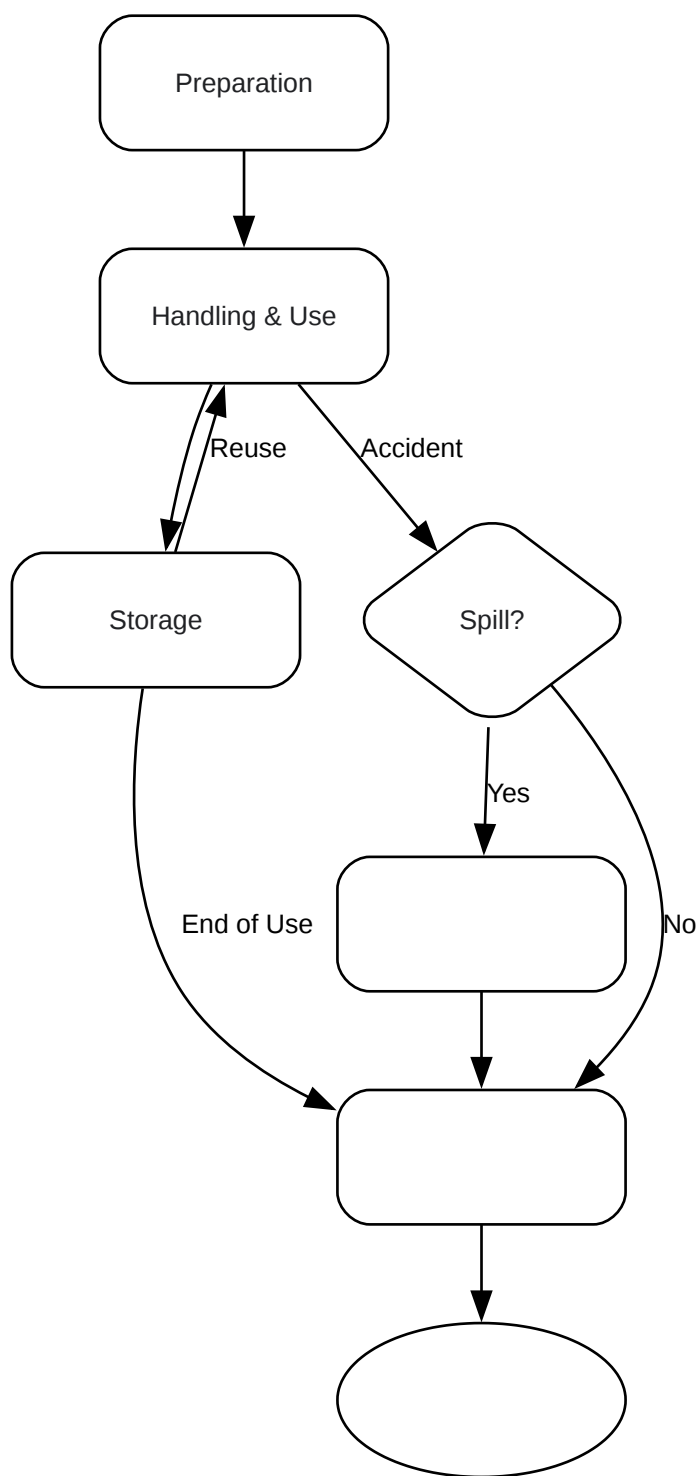 Preparation
Handling & Use
Reuse
Accident
Storage
Spill?
Yes
End of Use
No